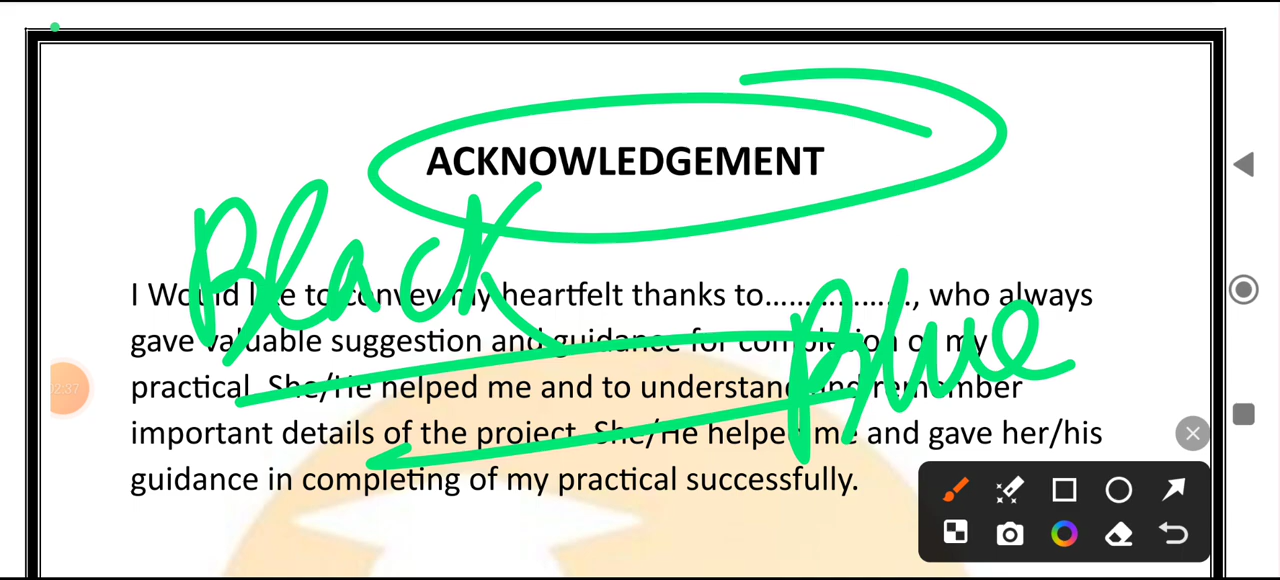 ACKNOWLEDGEMENT
Black
I Would like to convey my heartfelt thanks to................, who always
Blue
gave valuable suggestion and guidance for completion of my
02:37
practical. She/He helped me and to understand and remember
important details of the project. She/He helped me and gave her/his
guidance in completing of my practical successfully.